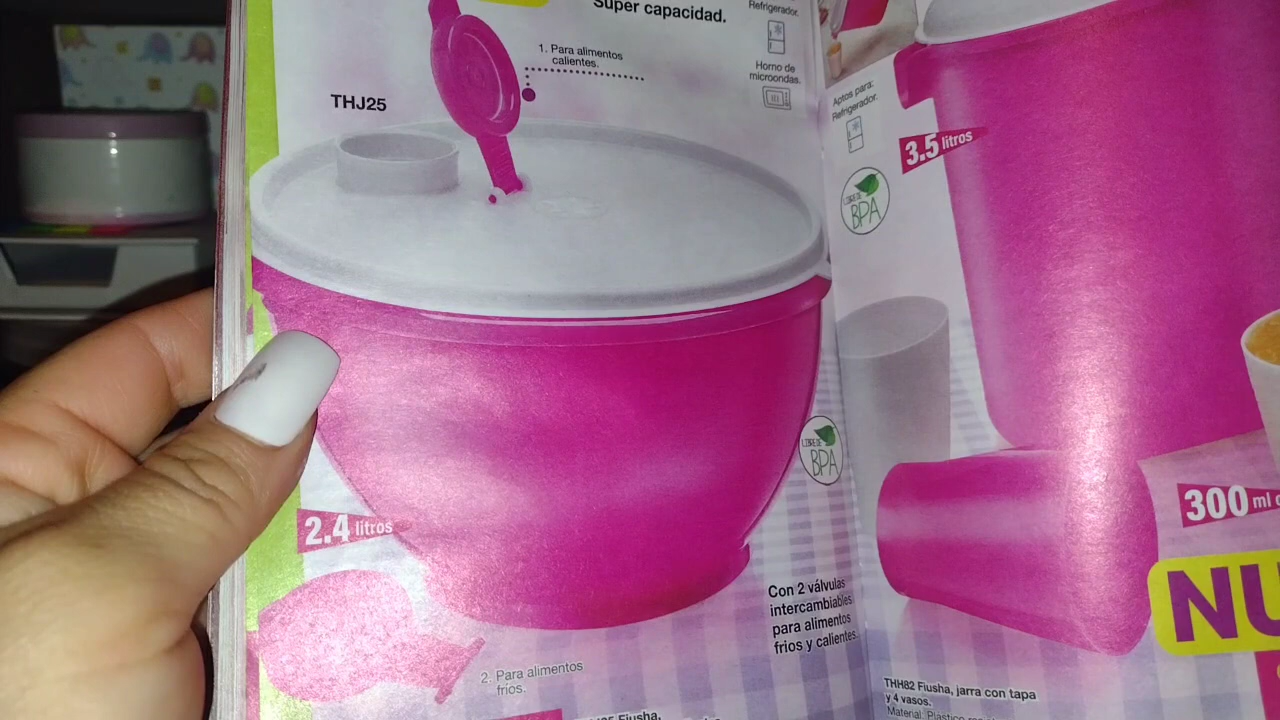 Super capacidad.
1. Para alimentos
calientes.
Refrigerador.
Horno de
microondas.
THJ25
2.4 litros
LIBRE DE
BPA
Con 2 válvulas
intercambiables
para alimentos
fríos y calientes.
2. Para alimentos
fríos.
Fiusha,
Aptos para:
Refrigerador.
3.5 litros
LIBRE DE
BPA
300 ml
NU
THH82 Fiusha, jarra con tapa
y 4 vasos.
Material: Plástico